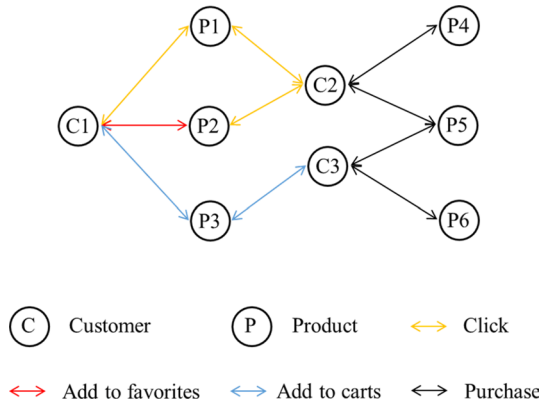 P1
P4
C2
C1
P2
P5
C3
P3
P6
C Customer P Product Click
Add to favorites Add to carts Purchase